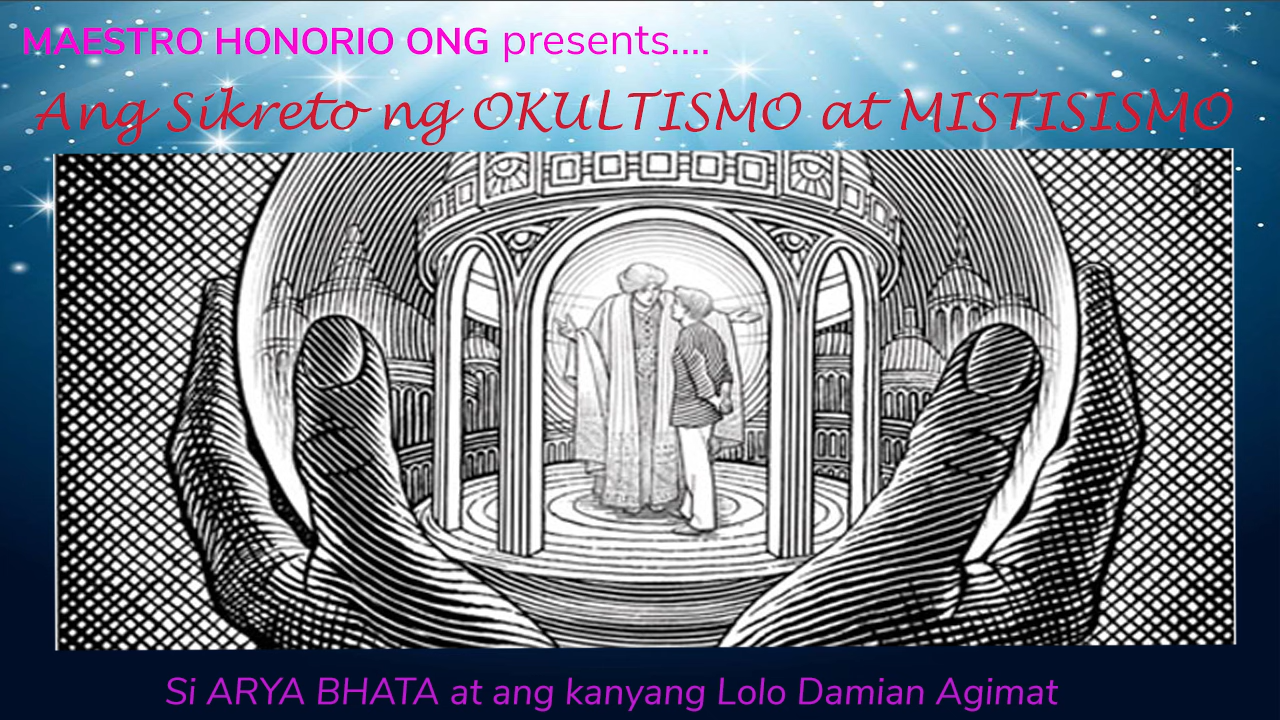 MAESTRO HONORIO ONG presents....
Ang Sikreto ng OKULTISMO at MISTISISMO
Si ARYA BHATA at ang kanyang Lolo Damian Agimat